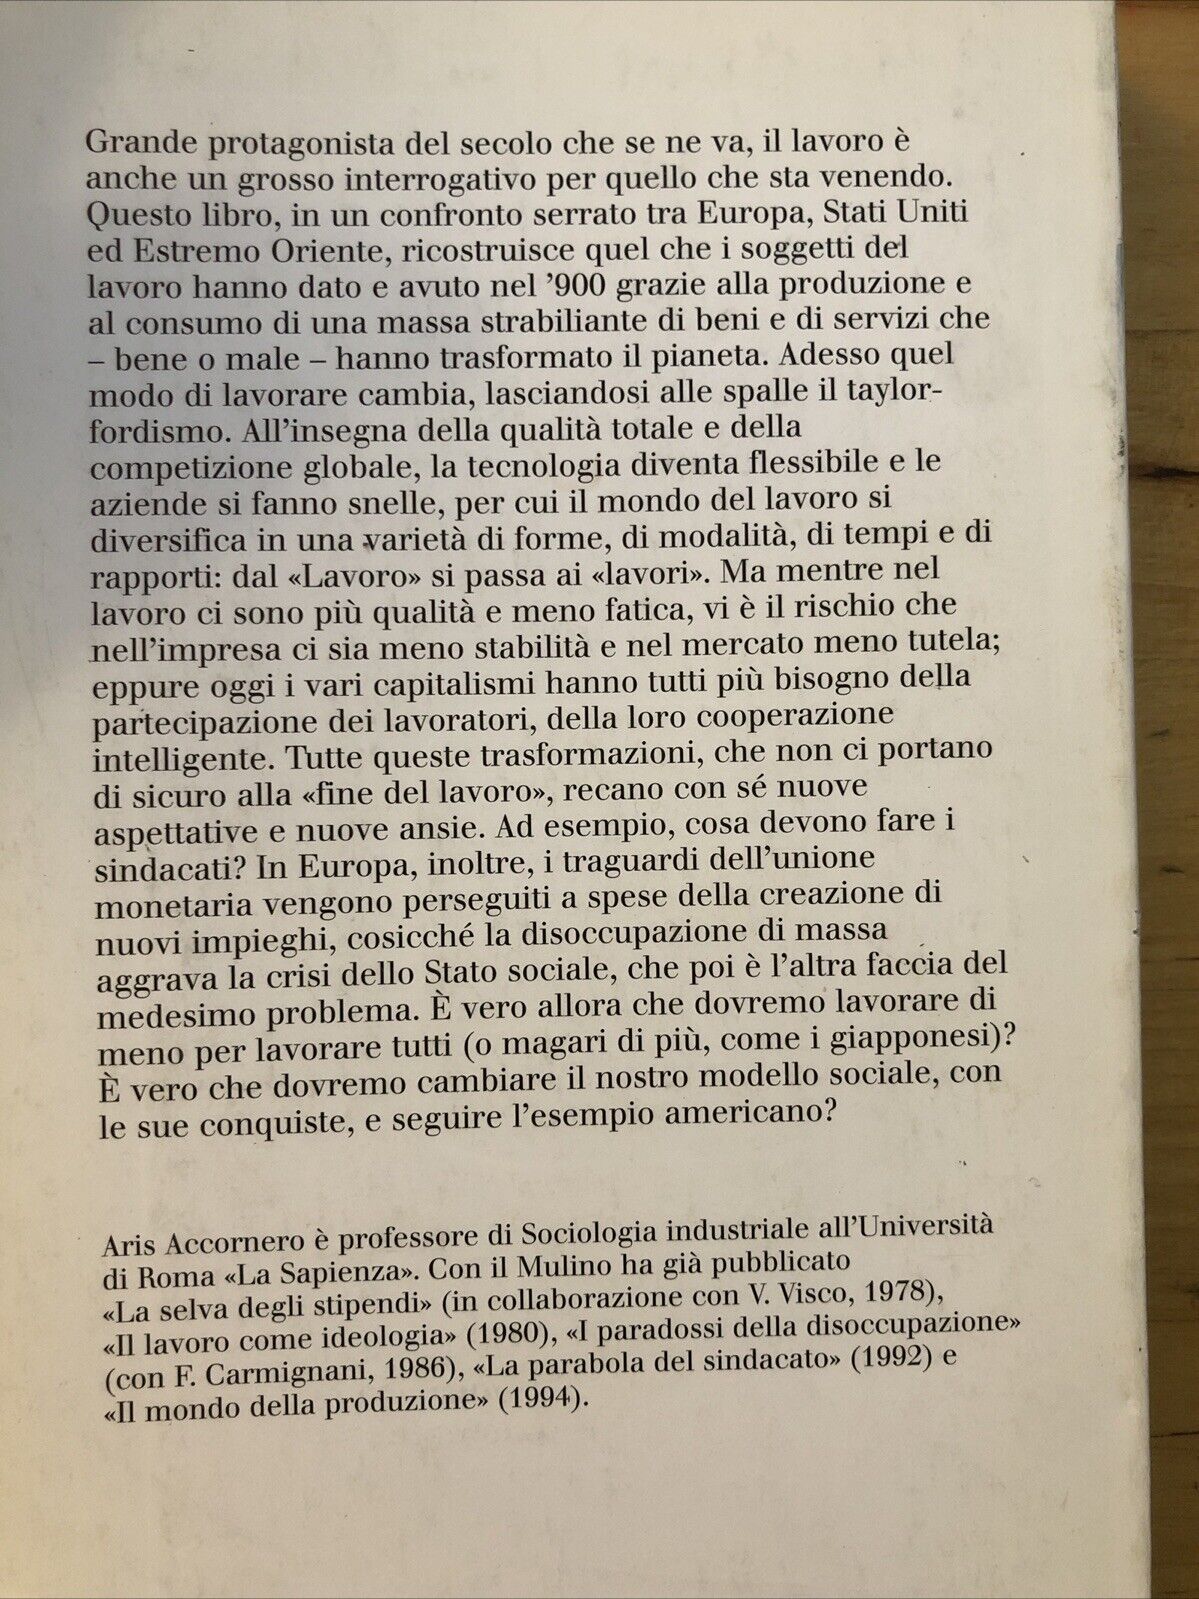 Grande protagonista del secolo che se ne va, il lavoro è
anche un grosso interrogativo per quello che sta venendo.
Questo libro, in un confronto serrato tra Europa, Stati Uniti
ed Estremo Oriente, ricostruisce quel che i soggetti del
lavoro hanno dato e avuto nel ’900 grazie alla produzione e
al consumo di una massa strabiliante di beni e di servizi che
– bene o male – hanno trasformato il pianeta. Adesso quel
modo di lavorare cambia, lasciandosi alle spalle il taylor-
fordismo. All’insegna della qualità totale e della
competizione globale, la tecnologia diventa flessibile e le
aziende si fanno snelle, per cui il mondo del lavoro si
diversifica in una varietà di forme, di modalità, di tempi e di
rapporti: dal «Lavoro» si passa ai «lavori». Ma mentre nel
lavoro ci sono più qualità e meno fatica, vi è il rischio che
nell’impresa ci sia meno stabilità e nel mercato meno tutela;
eppure oggi i vari capitalismi hanno tutti più bisogno della
partecipazione dei lavoratori, della loro cooperazione
intelligente. Tutte queste trasformazioni, che non ci portano
di sicuro alla «fine del lavoro», recano con sé nuove
aspettative e nuove ansie. Ad esempio, cosa devono fare i
sindacati? In Europa, inoltre, i traguardi dell’unione
monetaria vengono perseguiti a spese della creazione di
nuovi impieghi, cosicché la disoccupazione di massa
aggrava la crisi dello Stato sociale, che poi è l’altra faccia del
medesimo problema. È vero allora che dovremo lavorare di
meno per lavorare tutti (o magari di più, come i giapponesi)?
È vero che dovremo cambiare il nostro modello sociale, con
le sue conquiste, e seguire l’esempio americano?
Aris Accornero è professore di Sociologia industriale all’Università
di Roma «La Sapienza». Con il Mulino ha già pubblicato
«La selva degli stipendi» (in collaborazione con V. Visco, 1978),
«Il lavoro come ideologia» (1980), «I paradossi della disoccupazione»
(con F. Carmignani, 1986), «La parabola del sindacato» (1992) e
«Il mondo della produzione» (1994).